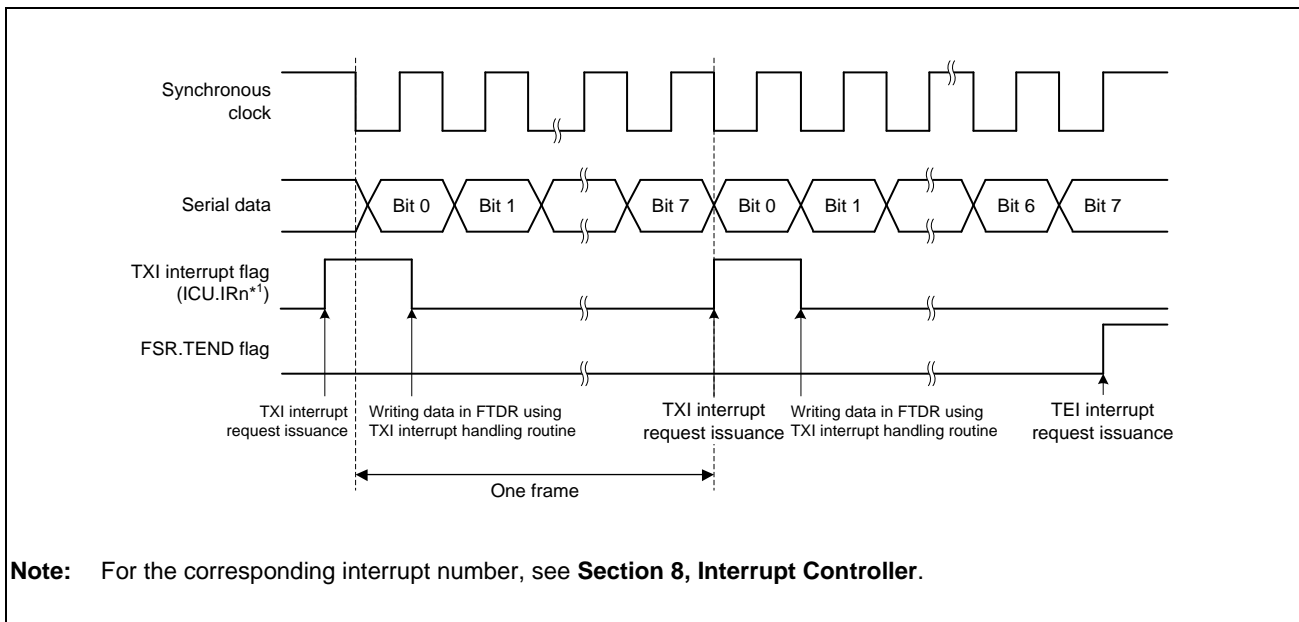 Synchronous
clock
Serial data
Bit 0
Bit 1
Bit 7
Bit 0
Bit 1
Bit 6
Bit 7
TXI interrupt flag
(ICU.IRn*1)
FSR.TEND flag
TXI interrupt
request issuance
Writing data in FTDR using
TXI interrupt handling routine
TXI interrupt
request issuance
Writing data in FTDR using
TXI interrupt handling routine
TEI interrupt
request issuance
One frame
Note: For the corresponding interrupt number, see Section 8, Interrupt Controller.